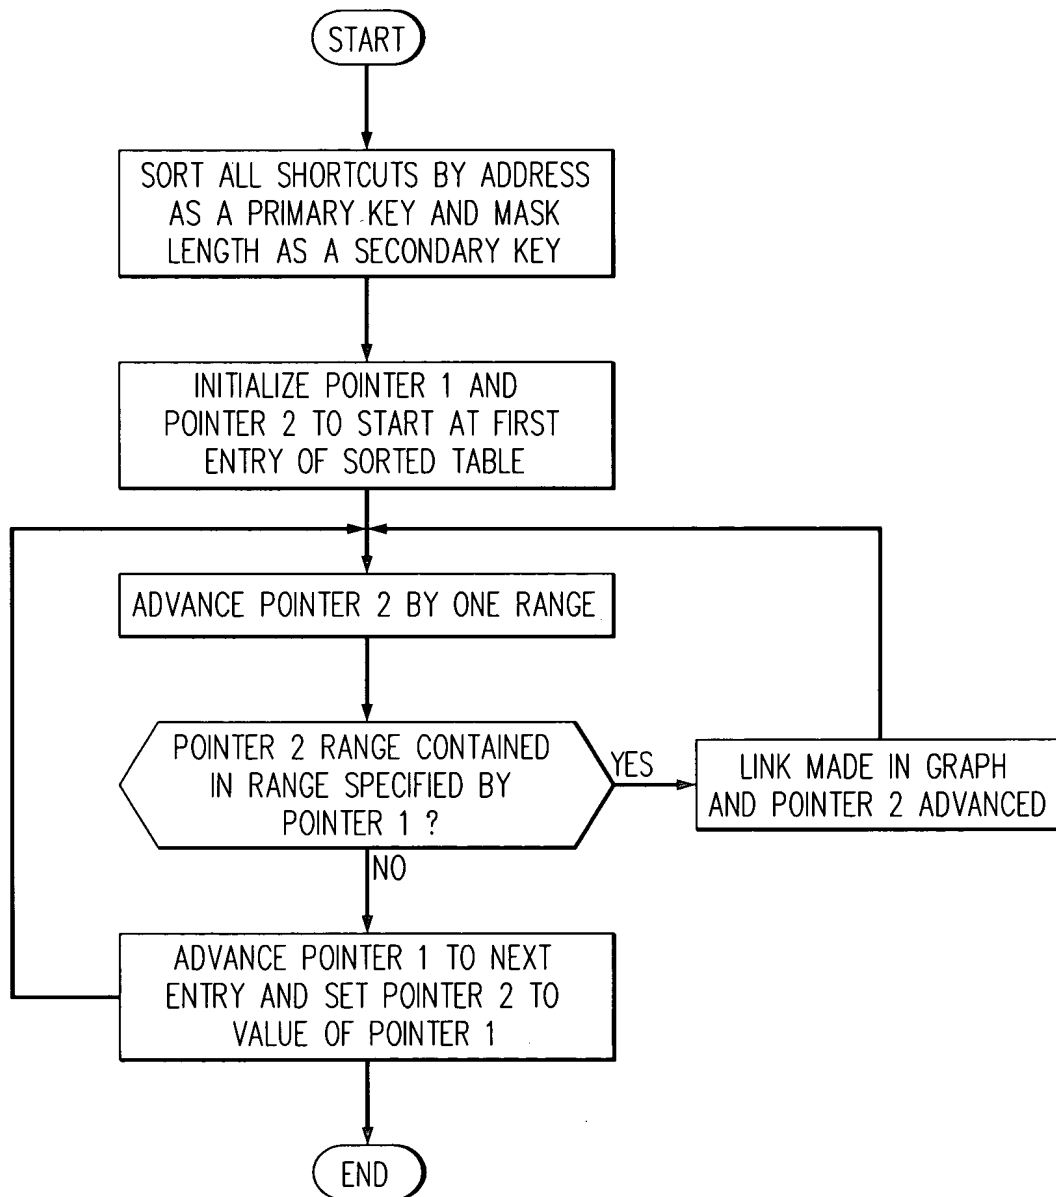 START
SORT ALL SHORTCUTS BY ADDRESS
AS A PRIMARY KEY AND MASK
LENGTH AS A SECONDARY KEY
INITIALIZE POINTER 1 AND
POINTER 2 TO START AT FIRST
ENTRY OF SORTED TABLE
ADVANCE POINTER 2 BY ONE RANGE
POINTER 2 RANGE CONTAINED
IN RANGE SPECIFIED BY
POINTER 1 ?
YES
LINK MADE IN GRAPH
AND POINTER 2 ADVANCED
NO
ADVANCE POINTER 1 TO NEXT
ENTRY AND SET POINTER 2 TO
VALUE OF POINTER 1
END